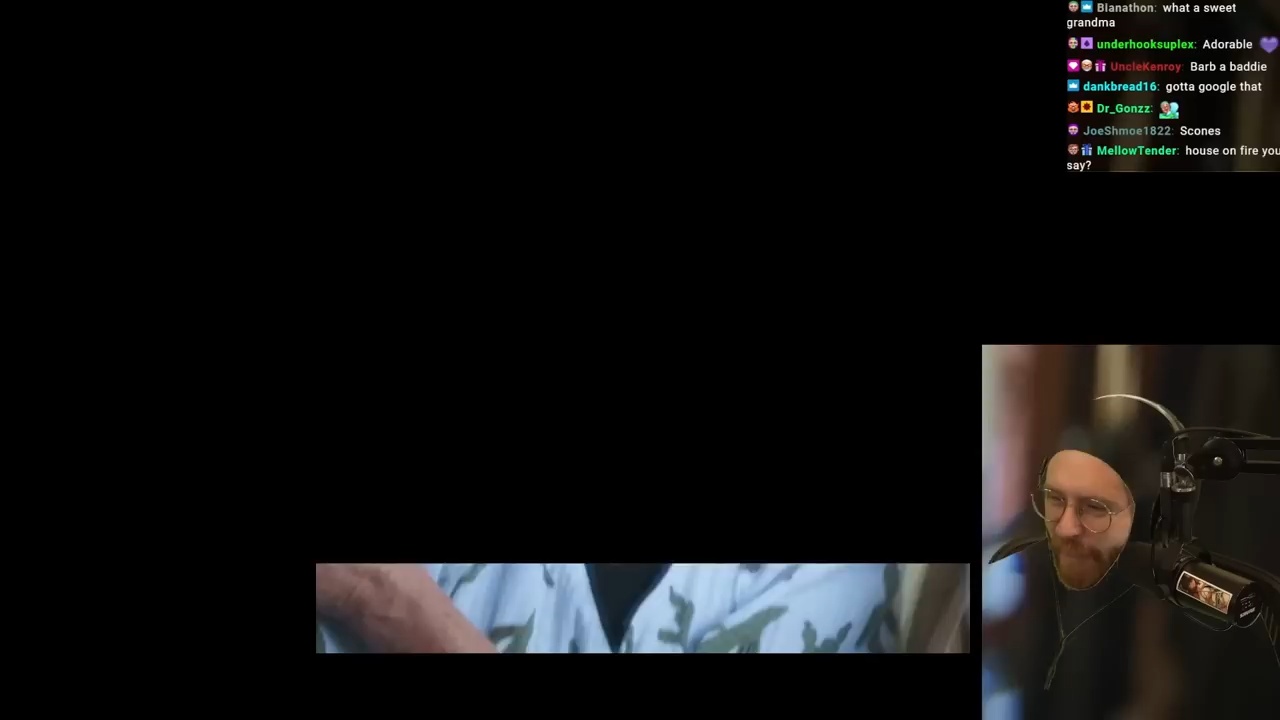 Blanathon: what a sweet
grandma
underhooksuplex: Adorable
UncleKenroy: Barb a baddie
dankbread16: gotta google that
Dr_Gonzz:
JoeShmoe1822: Scones
MellowTender: house on fire you
say?